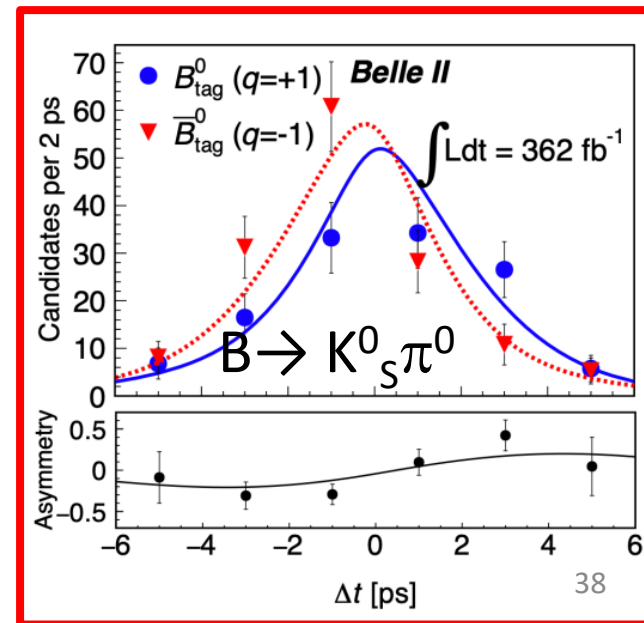 Candidates per 2 ps
70
60
50
40
30
20
10
0
B⁰tag (q=+1)
B̅⁰tag (q=-1)
Belle II
∫Ldt = 362 fb⁻¹
B→ K⁰Sπ⁰
Asymmetry
0.5
0
−0.5
−6 −4 −2 0 2 4 6
Δt [ps]
38